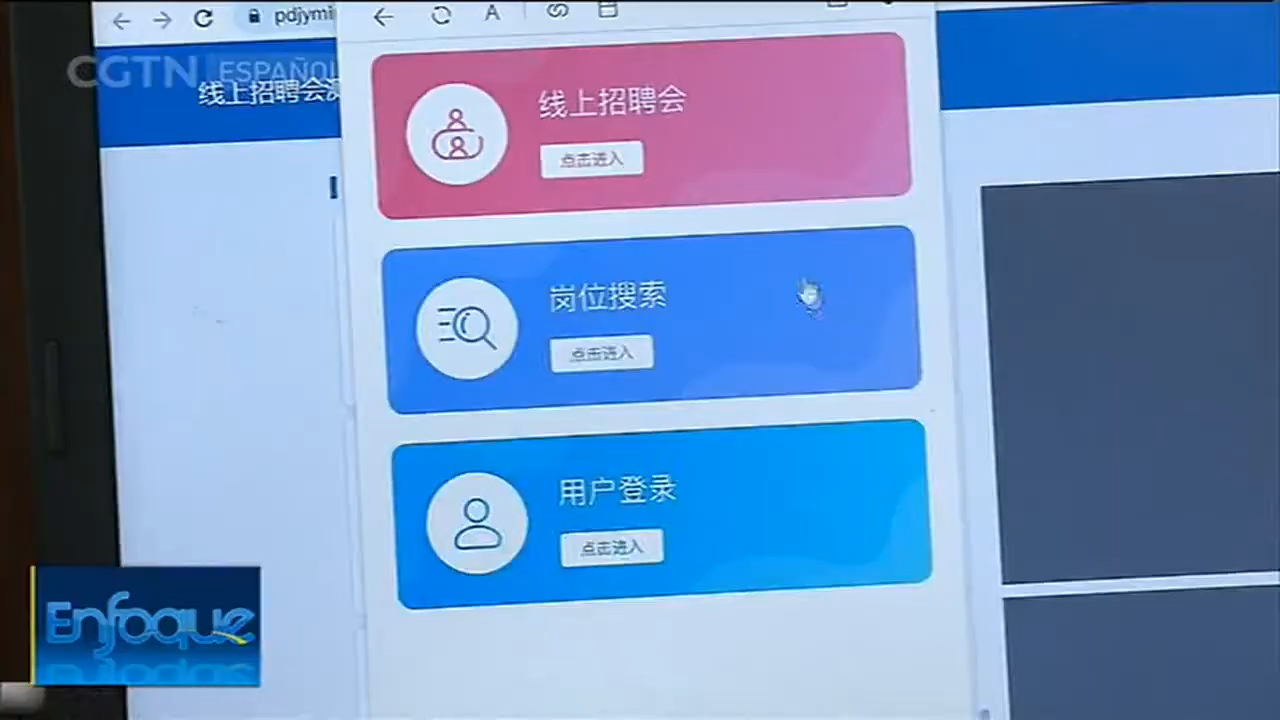 pdjymi
A
CGTN ESPAÑOL
线上招聘会测
线上招聘会
点击进入
岗位搜索
点击进入
用户登录
点击进入
Enfoque